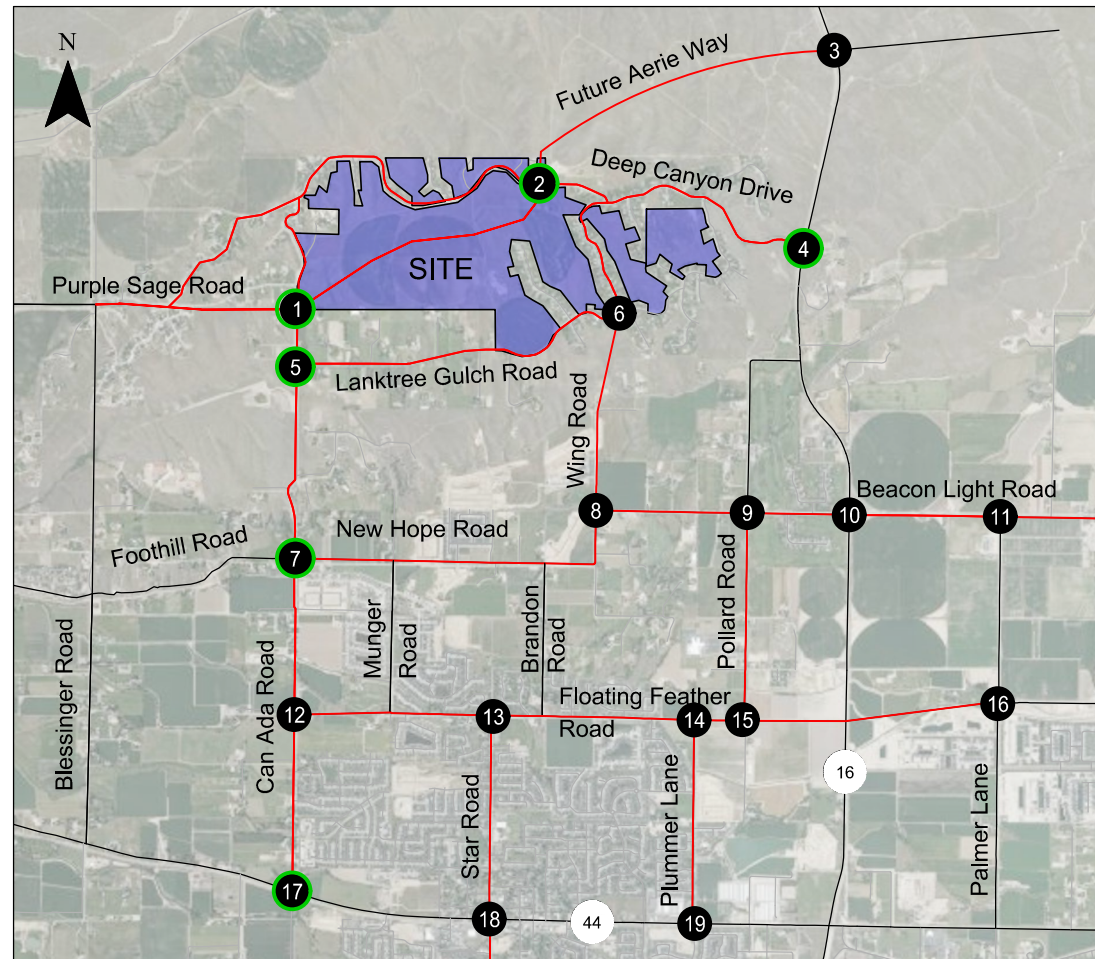 N
Future Aerie Way
3
Deep Canyon Drive
2
4
SITE
Purple Sage Road
1
6
5
Lanktree Gulch Road
Wing Road
Beacon Light Road
8
9
10
11
New Hope Road
Foothill Road
7
Munger
Road
Brandon
Road
Pollard Road
Blessinger Road
Can Ada Road
Floating Feather
Road
12
13
14
15
16
Star Road
Plummer Lane
16
Palmer Lane
17
18
44
19